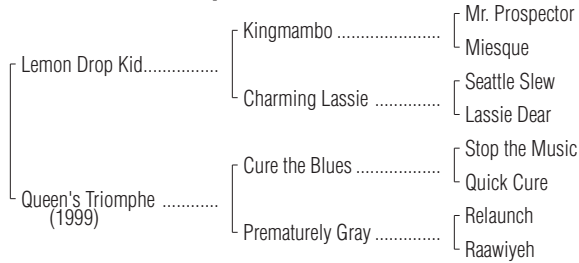 Mr. Prospector
Kingmambo .....................
Miesque
Lemon Drop Kid...............
Seattle Slew
Charming Lassie .............
Lassie Dear
Stop the Music
Cure the Blues .................
Quick Cure
Queen's Triomphe ...........
(1999)
Relaunch
Prematurely Gray .............
Raawiyeh